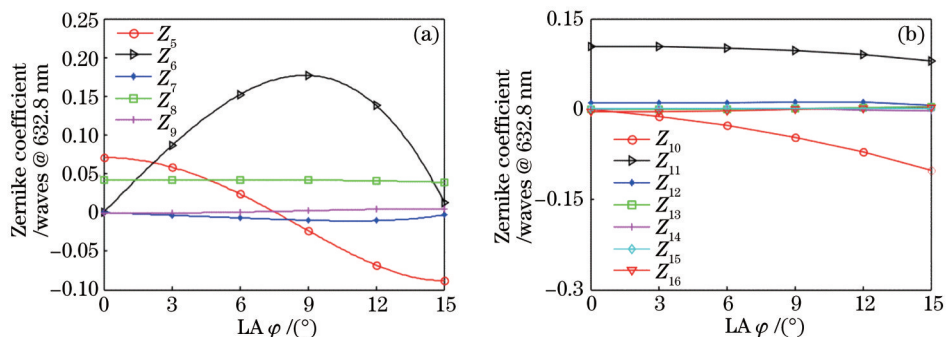 (a)
Zernike coefficient
/waves @ 632.8 nm
0.25
0.20
0.15
0.10
0.05
0
−0.05
−0.10
Z5
Z6
Z7
Z8
Z9
0 3 6 9 12 15
LA φ /(°)
(b)
Zernike coefficient
/waves @ 632.8 nm
0.15
0
−0.15
−0.3
Z10
Z11
Z12
Z13
Z14
Z15
Z16
0 3 6 9 12 15
LA φ /(°)